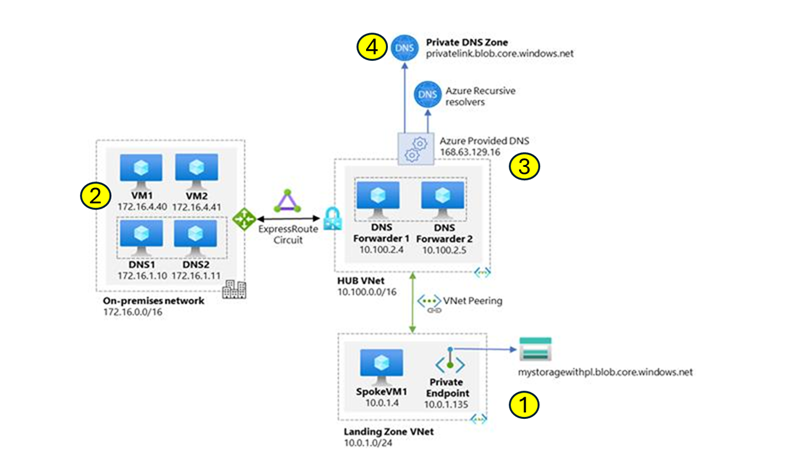 4
DNS
Private DNS Zone
privatelink.blob.core.windows.net
DNS
Azure Recursive
resolvers
Azure Provided DNS
168.63.129.16
3
2
VM1
172.16.4.40
VM2
172.16.4.41
DNS1
172.16.1.10
DNS2
172.16.1.11
On-premises network
172.16.0.0/16
ExpressRoute
Circuit
DNS
Forwarder 1
10.100.2.4
DNS
Forwarder 2
10.100.2.5
HUB VNet
10.100.0.0/16
VNet Peering
SpokeVM1
10.0.1.4
Private
Endpoint
10.0.1.135
mystoragewithpl.blob.core.windows.net
1
Landing Zone VNet
10.0.1.0/24